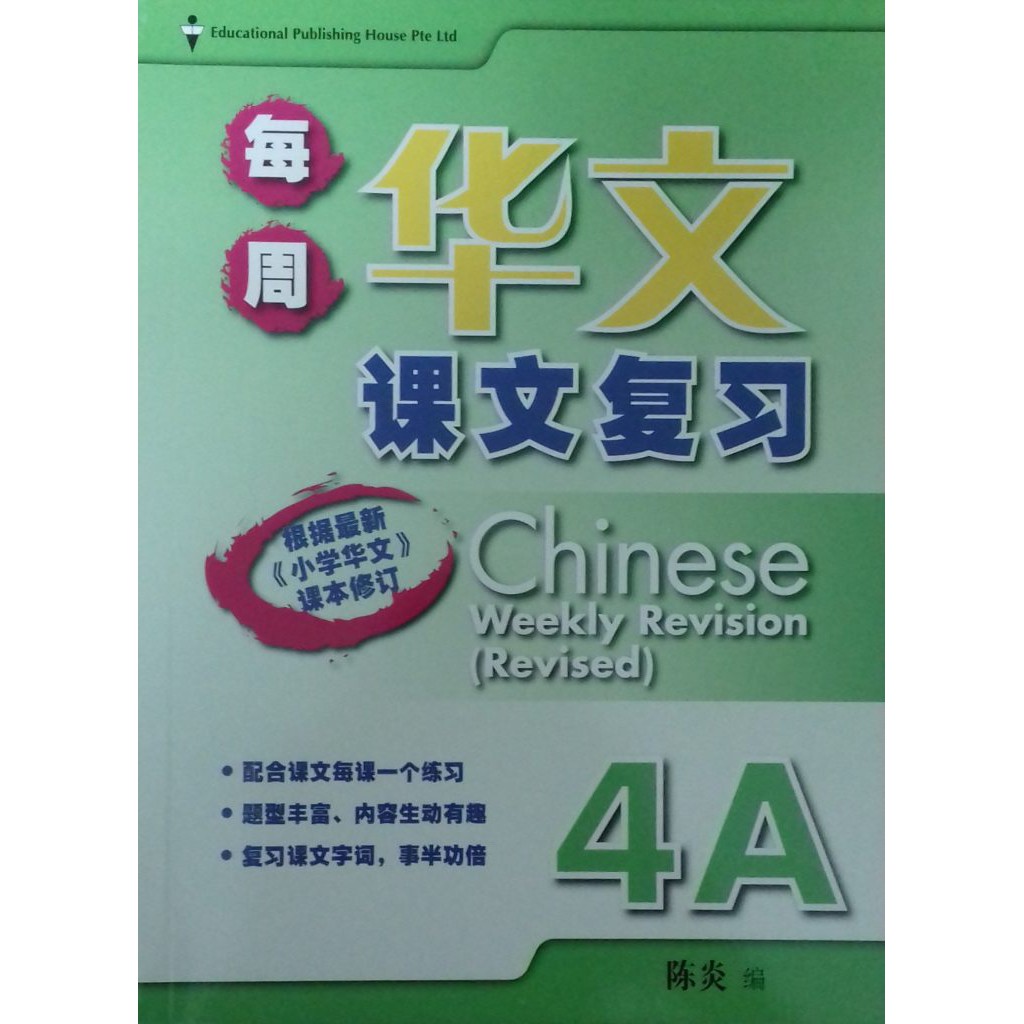 Educational Publishing House Pte Ltd
每周
华文
课文复习
根据最新
《小学华文》
课本修订
Chinese
Weekly Revision
(Revised)
• 配合课文每课一个练习
• 题型丰富、内容生动有趣
• 复习课文字词，事半功倍
4A
陈炎 编